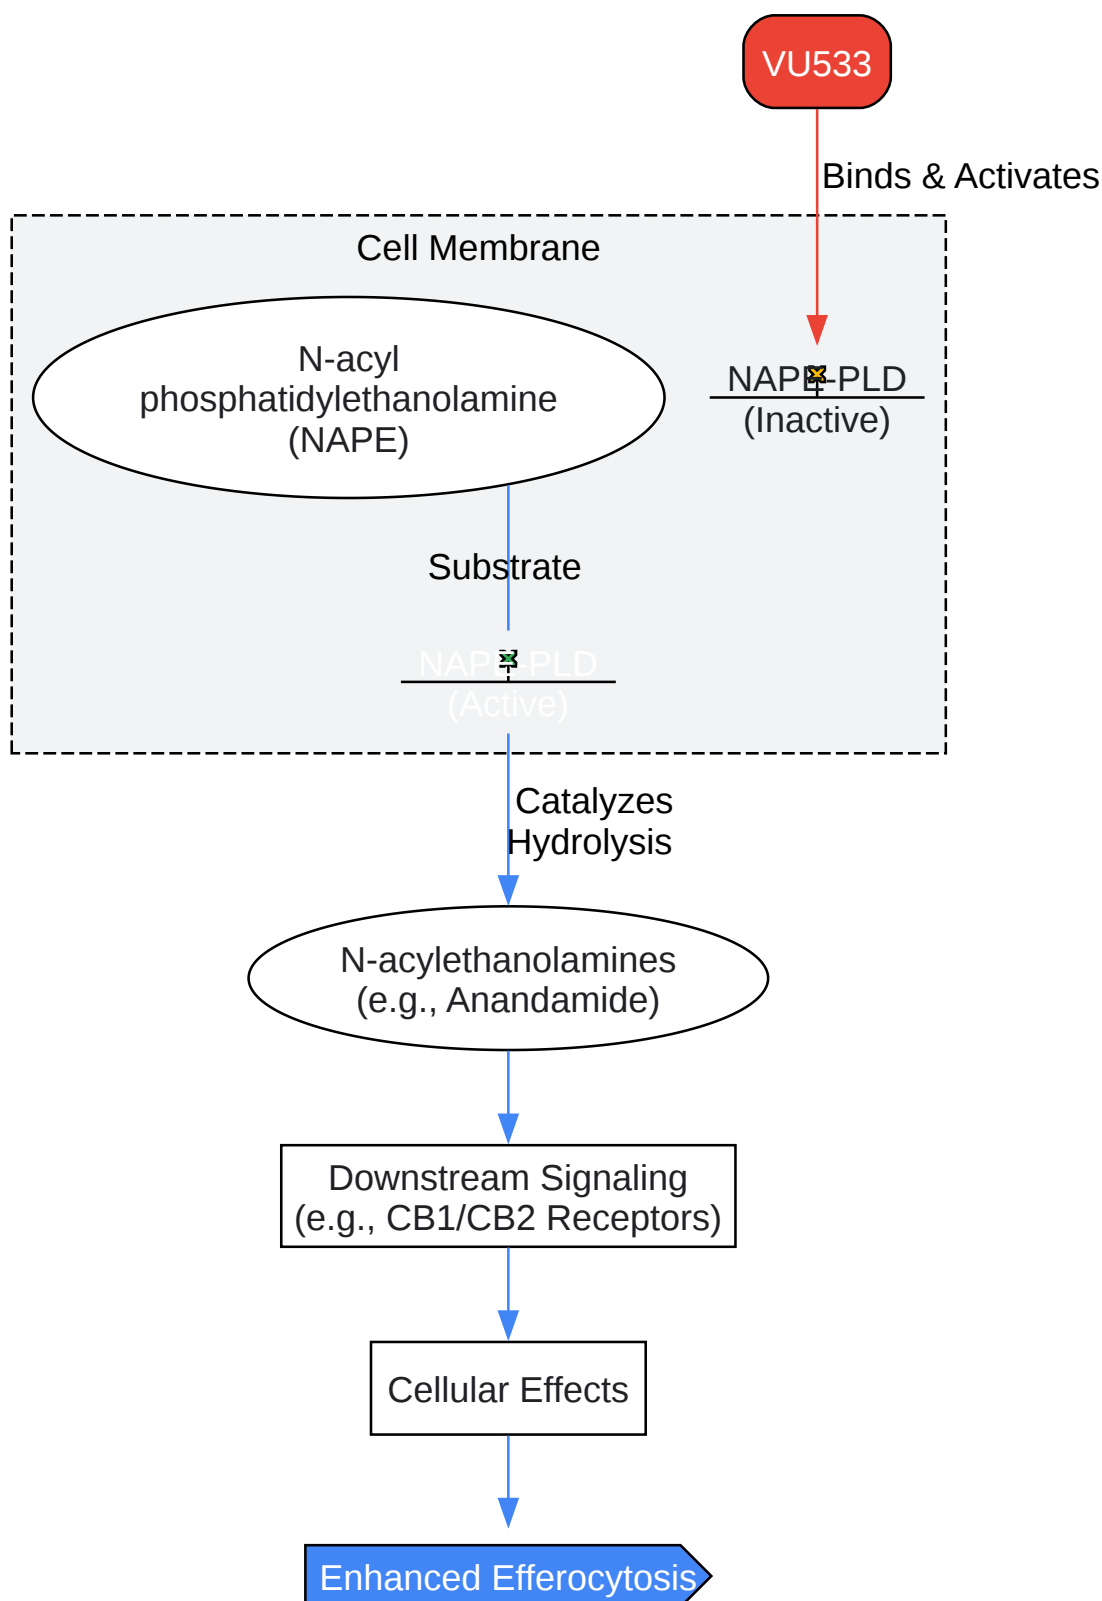 VU533
Binds & Activates
Cell Membrane
N-acyl
phosphatidylethanolamine
(NAPE)
NAPE-PLD
(Inactive)
Substrate
NAPE-PLD
(Active)
Catalyzes
Hydrolysis
N-acylethanolamines
(e.g., Anandamide)
Downstream Signaling
(e.g., CB1/CB2 Receptors)
Cellular Effects
Enhanced Efferocytosis